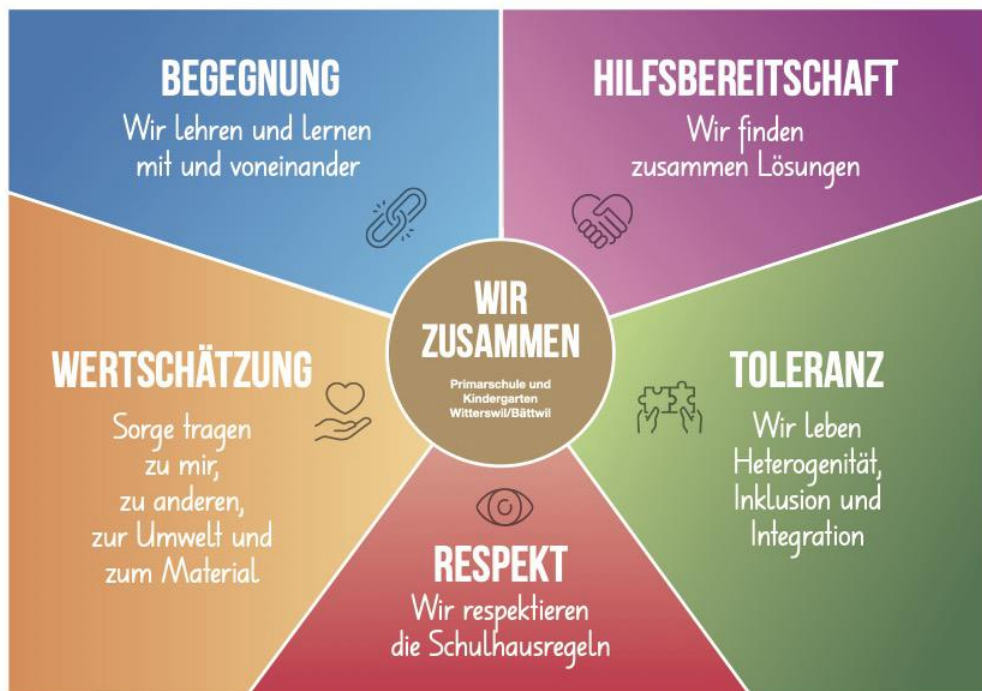 BEGEGNUNG
Wir lehren und lernen
mit und voneinander
HILFSBEREITSCHAFT
Wir finden
zusammen Lösungen
WIR
ZUSAMMEN
Primarschule und
Kindergarten
Witterswil/Bättwil
WERTSCHÄTZUNG
Sorge tragen
zu mir,
zu anderen,
zur Umwelt und
zum Material
TOLERANZ
Wir leben
Heterogenität,
Inklusion und
Integration
RESPEKT
Wir respektieren
die Schulhausregeln